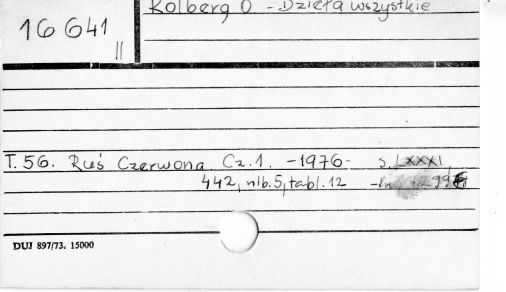 Kolberg O - Dzieła wszystkie
16641
II
T. 56. Ruś Czerwona Cz. 1. - 1976 - s. LXXXI,
442, nlb. 5, tabl. 12
DUJ 897/73. 15000